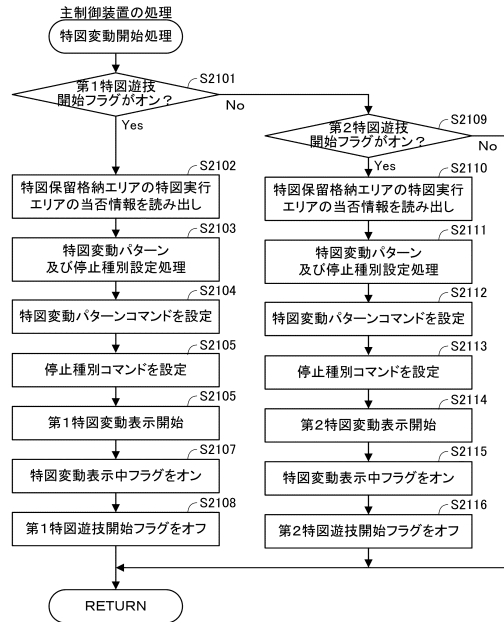 主制御装置の処理
特図変動開始処理
S2101
第1特図遊技
開始フラグがオン?
No
Yes
S2102
特図保留格納エリアの特図実行
エリアの当否情報を読み出し
S2103
特図変動パターン
及び停止種別設定処理
S2104
特図変動パターンコマンドを設定
S2105
停止種別コマンドを設定
S2105
第1特図変動表示開始
S2107
特図変動表示中フラグをオン
S2108
第1特図遊技開始フラグをオフ
S2109
第2特図遊技
開始フラグがオン?
No
Yes
S2110
特図保留格納エリアの特図実行
エリアの当否情報を読み出し
S2111
特図変動パターン
及び停止種別設定処理
S2112
特図変動パターンコマンドを設定
S2113
停止種別コマンドを設定
S2114
第2特図変動表示開始
S2115
特図変動表示中フラグをオン
S2116
第2特図遊技開始フラグをオフ
RETURN